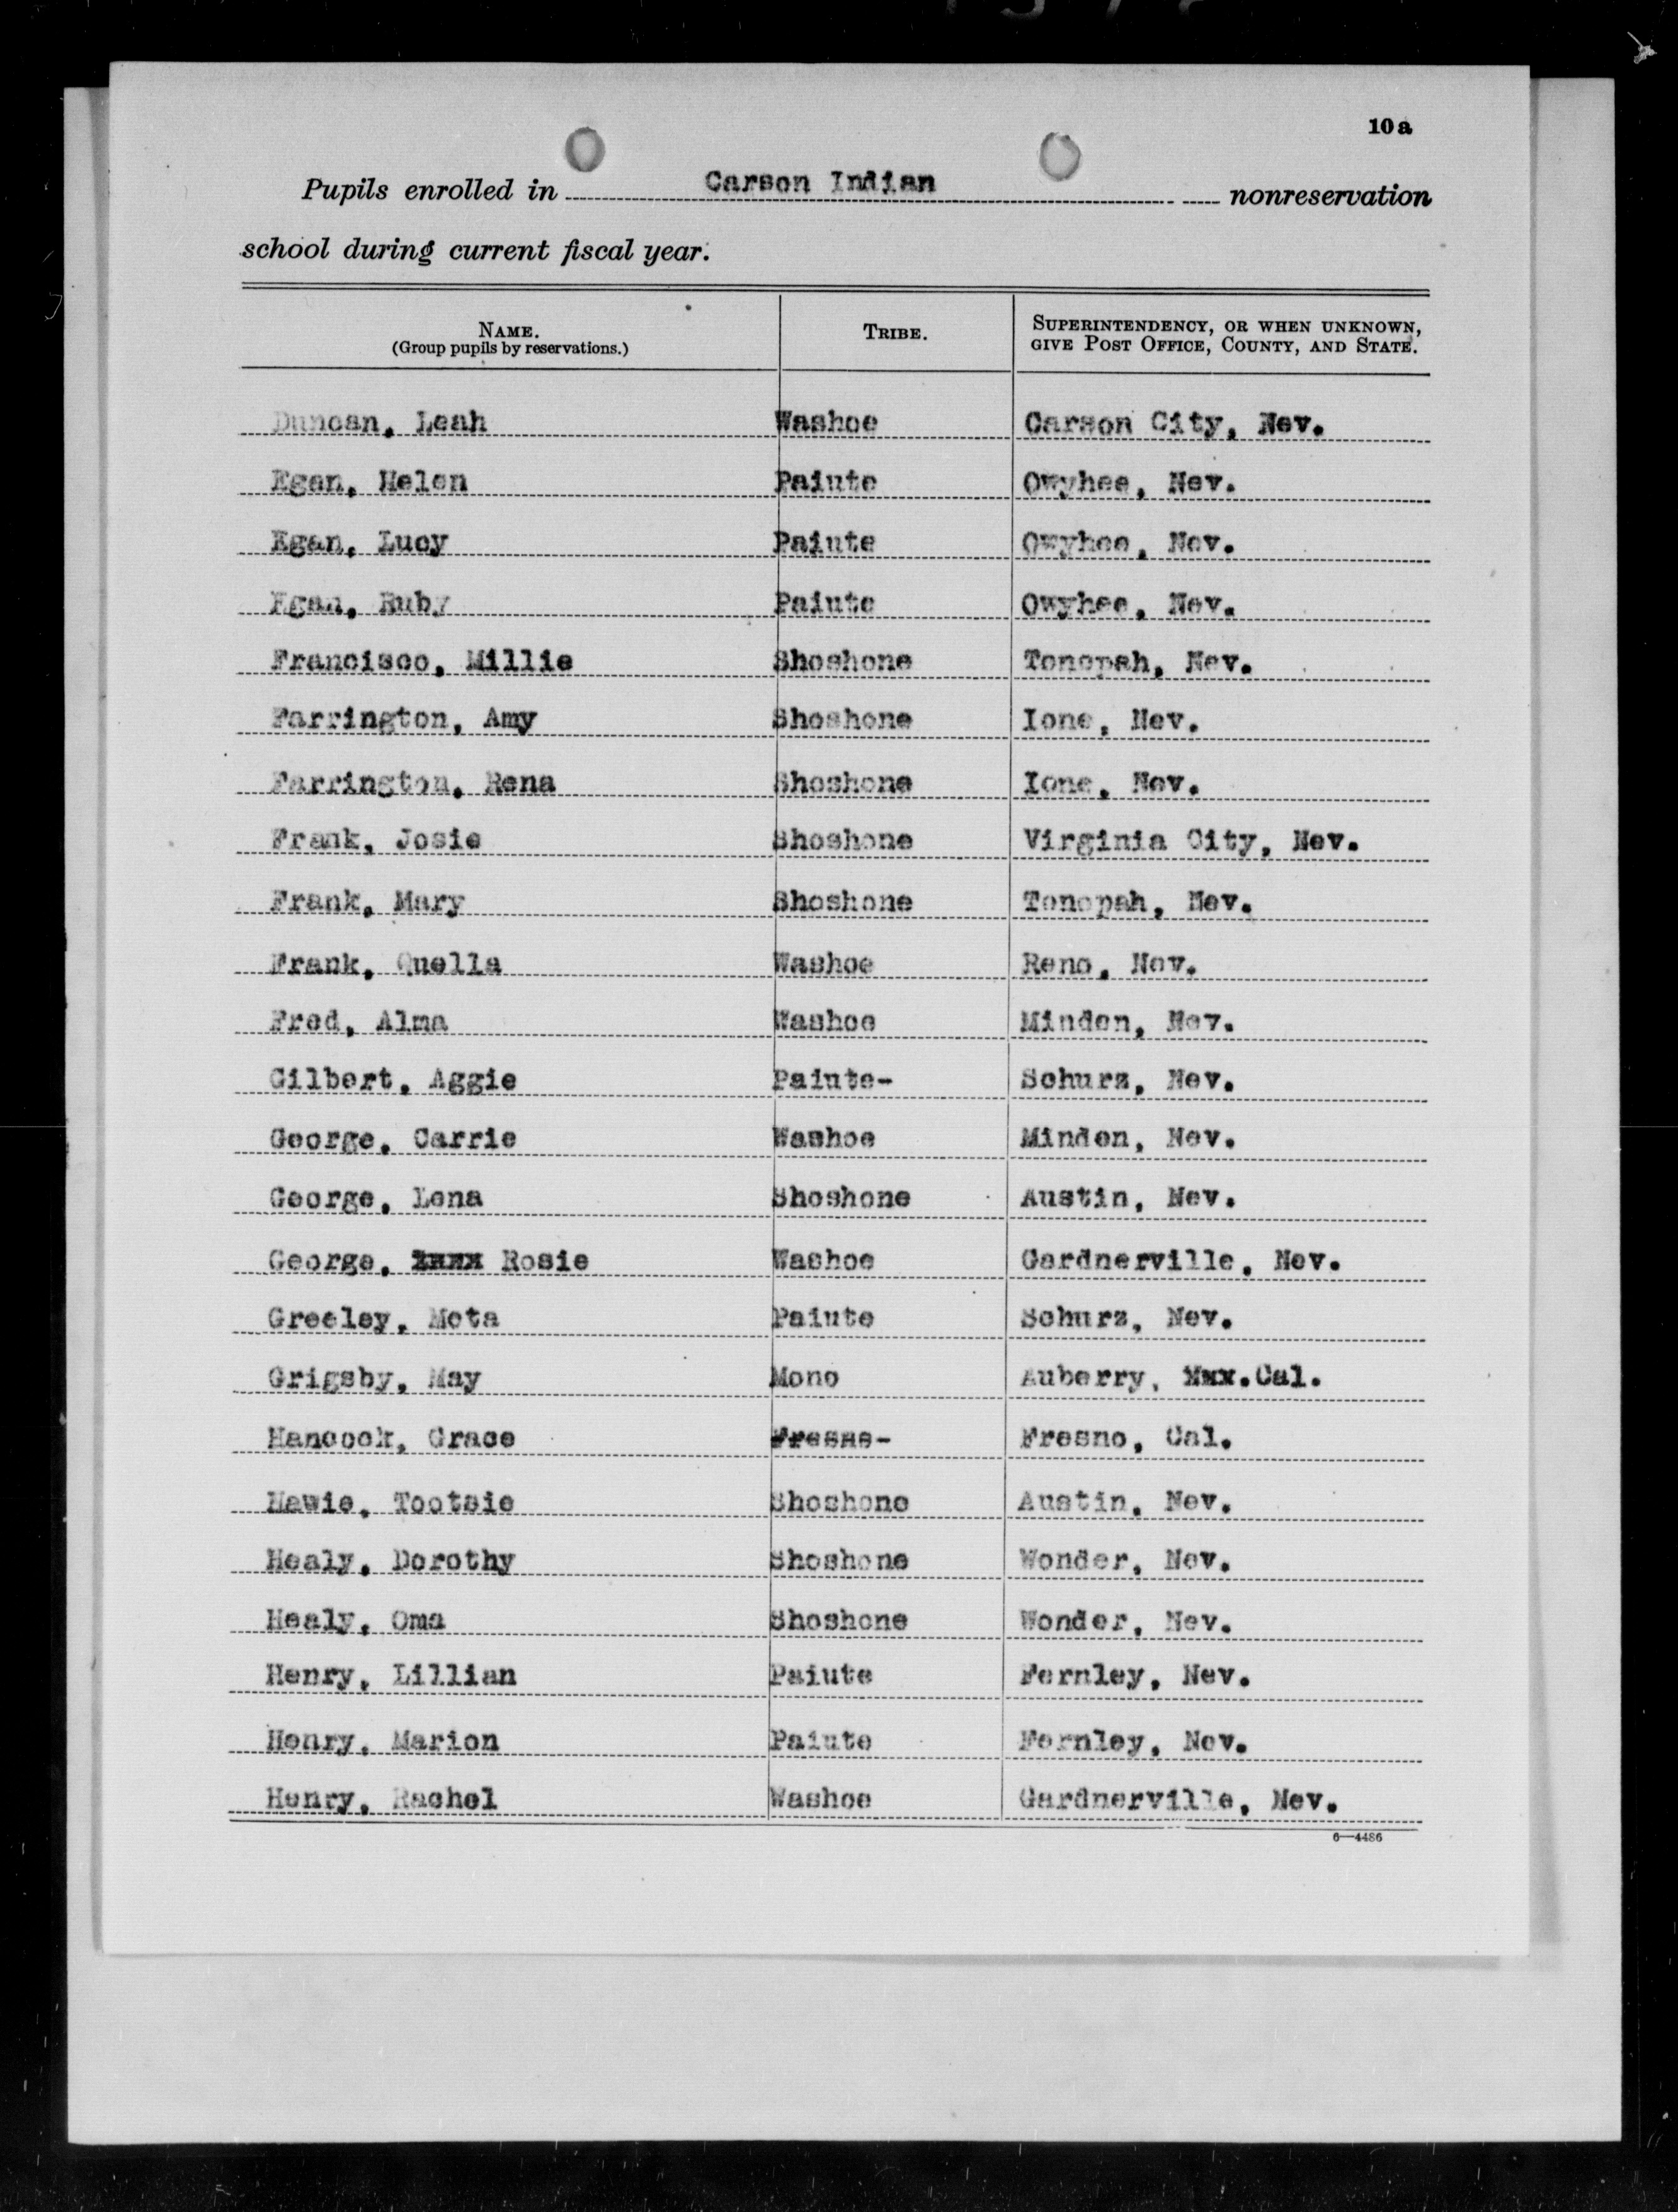 10a
Pupils enrolled in Carson Indian nonreservation
school during current fiscal year.
NAME. TRIBE. SUPERINTENDENCY, OR WHEN UNKNOWN,
(Group pupils by reservations.) GIVE POST OFFICE, COUNTY, AND STATE.
Duncan, Leah Washoe Carson City, Nev.
Egan, Helen Paiute Owyhee, Nev.
Egan, Lucy Paiute Owyhee, Nev.
Egan, Ruby Paiute Owyhee, Nev.
Francisco, Millie Shoshone Tonopah, Nev.
Farrington, Amy Shoshone Ione, Nev.
Farrington, Rena Shoshone Ione, Nev.
Frank, Josie Shoshone Virginia City, Nev.
Frank, Mary Shoshone Tonopah, Nev.
Frank, Quella Washoe Reno, Nev.
Fred, Alma Washoe Minden, Nev.
Gilbert, Aggie Paiute- Schurz, Nev.
George, Carrie Washoe Minden, Nev.
George, Lena Shoshone Austin, Nev.
George, Rosie Washoe Gardnerville, Nev.
Greeley, Meta Paiute Schurz, Nev.
Grigsby, May Mono Auberry, Cal.
Hancock, Grace Fresno, Cal.
Hawie, Tootsie Shoshone Austin, Nev.
Healy, Dorothy Shoshone Wonder, Nev.
Healy, Oma Shoshone Wonder, Nev.
Henry, Lillian Paiute Fernley, Nev.
Henry, Marion Paiute Fernley, Nev.
Henry, Rachel Washoe Gardnerville, Nev.
6—4486